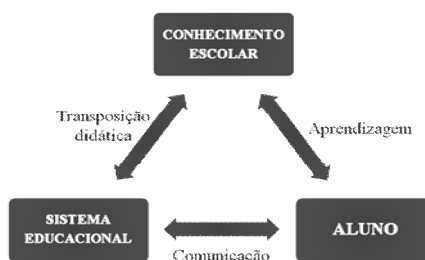 CONHECIMENTO
ESCOLAR
Transposição
didática
Aprendizagem
SISTEMA
EDUCACIONAL
ALUNO
Comunicação